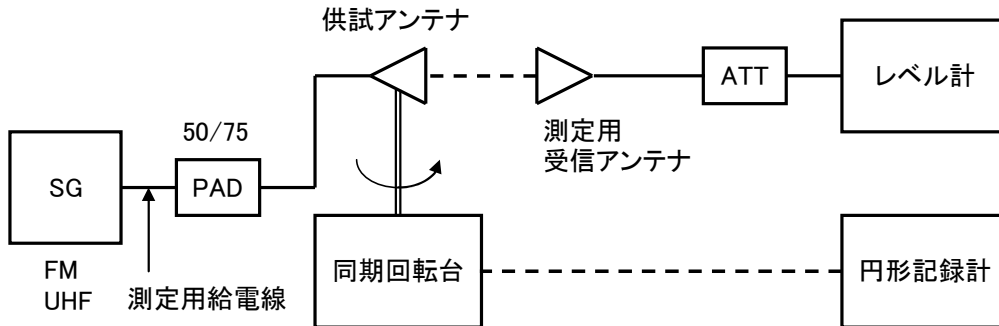 供試アンテナ
ATT
レベル計
50/75
測定用
受信アンテナ
SG
PAD
同期回転台
円形記録計
FM
UHF
測定用給電線